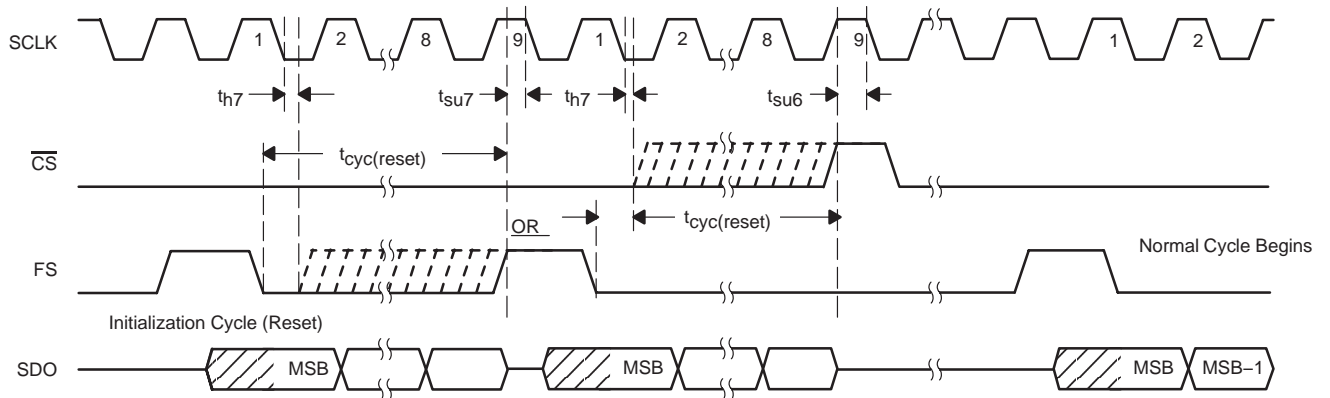 SCLK
1 2 8 9 1 2 8 9 1 2
th7 tsu7 th7 tsu6
CS
tcyc(reset)
OR
tcyc(reset)
Normal Cycle Begins
FS
Initialization Cycle (Reset)
SDO
MSB MSB MSB MSB−1